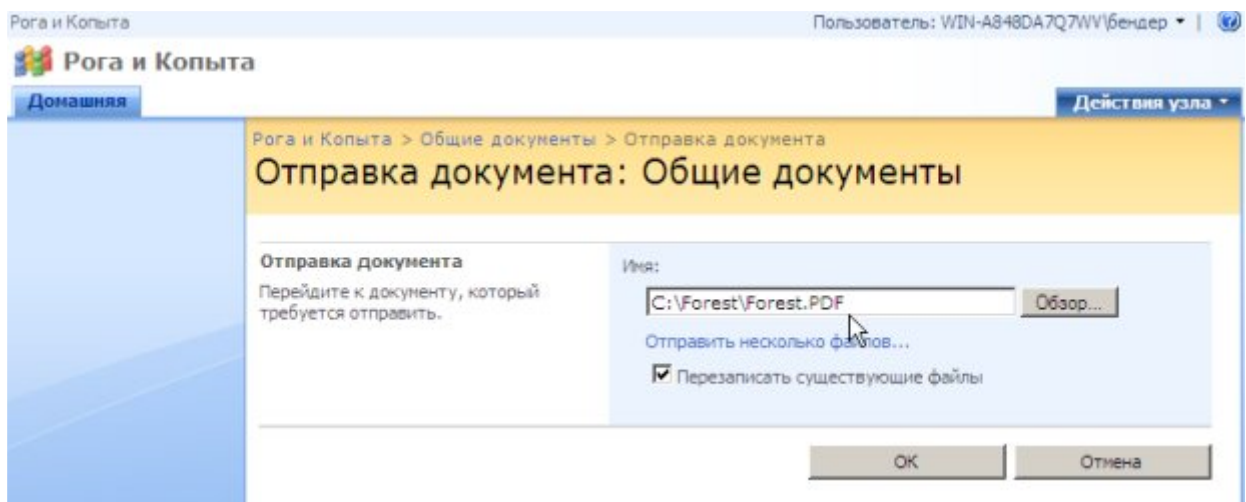 Рога и Копыта
Пользователь: WIN-A848DA7Q7WV\бендер
Рога и Копыта
Домашняя
Действия узла
Рога и Копыта > Общие документы > Отправка документа
Отправка документа: Общие документы
Отправка документа
Перейдите к документу, который
требуется отправить.
Имя:
C:\Forest\Forest.PDF
Обзор...
Отправить несколько файлов...
Перезаписать существующие файлы
ОК
Отмена